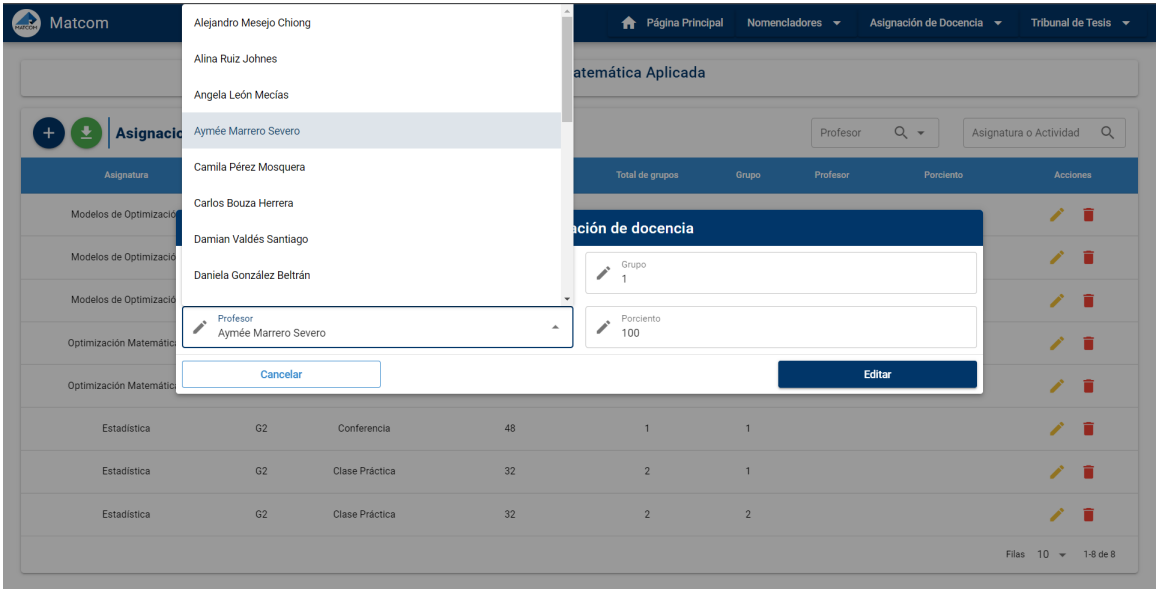 MATCOM
Matcom
Página Principal
Nomencladores
Asignación de Docencia
Tribunal de Tesis
atemática Aplicada
Asignacio
Profesor
Asignatura o Actividad
Asignatura
Total de grupos
Grupo
Profesor
Porciento
Acciones
Modelos de Optimizació
Modelos de Optimizació
Modelos de Optimizació
Optimización Matemátic
Optimización Matemátic
Alejandro Mesejo Chiong
Alina Ruiz Johnes
Angela León Mecías
Aymée Marrero Severo
Camila Pérez Mosquera
Carlos Bouza Herrera
Damian Valdés Santiago
Daniela González Beltrán
ación de docencia
Grupo
1
Profesor
Aymée Marrero Severo
Porciento
100
Cancelar
Editar
Estadística G2 Conferencia 48 1 1
Estadística G2 Clase Práctica 32 2 1
Estadística G2 Clase Práctica 32 2 2
Filas 10 1-8 de 8